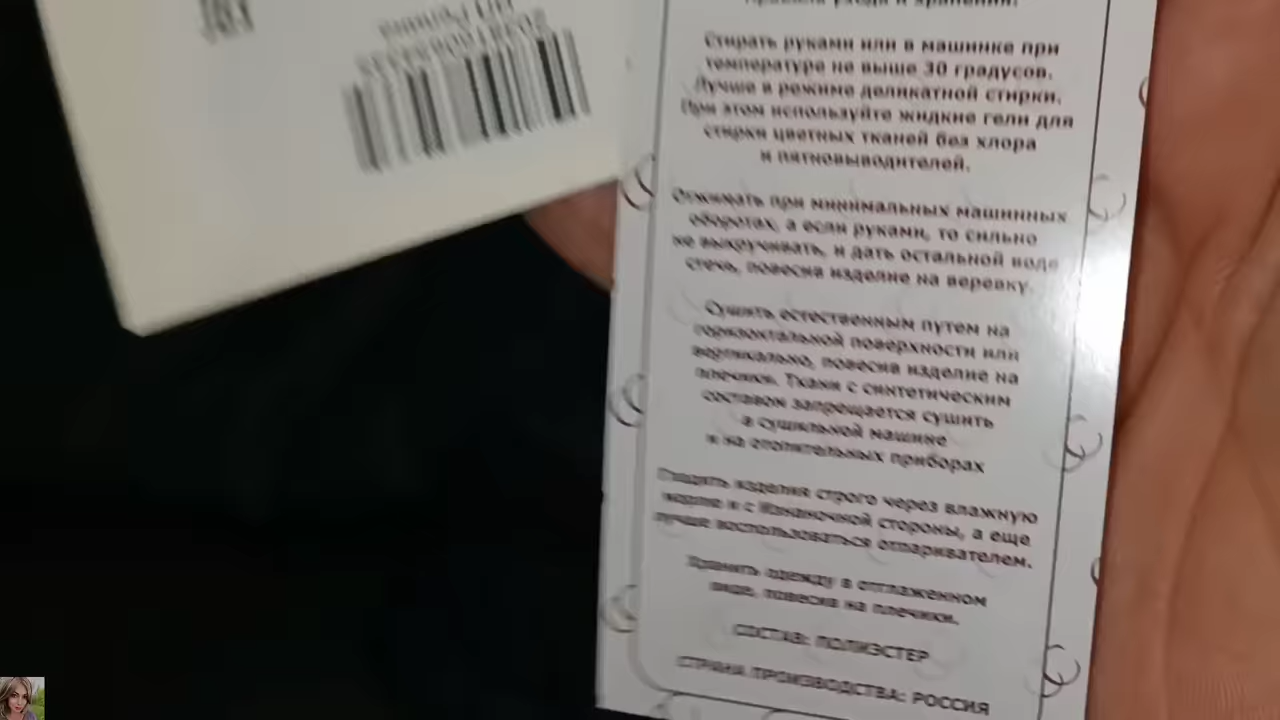 Правила ухода и хранения:
Стирать руками или в машинке при
температуре не выше 30 градусов.
Лучше в режиме деликатной стирки.
При этом используйте жидкие гели для
стирки цветных тканей без хлора
и пятновыводителей.
Отжимать при минимальных машинных
оборотах, а если руками, то сильно
не выкручивать, и дать остальной воде
стечь, повесив изделие на веревку.
Сушить естественным путем на
горизонтальной поверхности или
вертикально, повесив изделие на
плечики. Ткани с синтетическим
составом запрещается сушить
в сушильной машине
и на отопительных приборах
Гладить изделия строго через влажную
марлю и с Изнаночной стороны, а еще
лучше воспользоваться отпаривателем.
Хранить одежду в отглаженном
виде, повесив на плечики.
СОСТАВ: ПОЛИЭСТЕР
СТРАНА ПРОИЗВОДСТВА: РОССИЯ